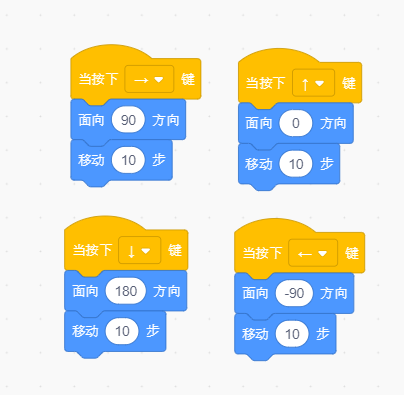 当按下 → 键
面向 90 方向
移动 10 步
当按下 ↑ 键
面向 0 方向
移动 10 步
当按下 ↓ 键
面向 180 方向
移动 10 步
当按下 ← 键
面向 -90 方向
移动 10 步